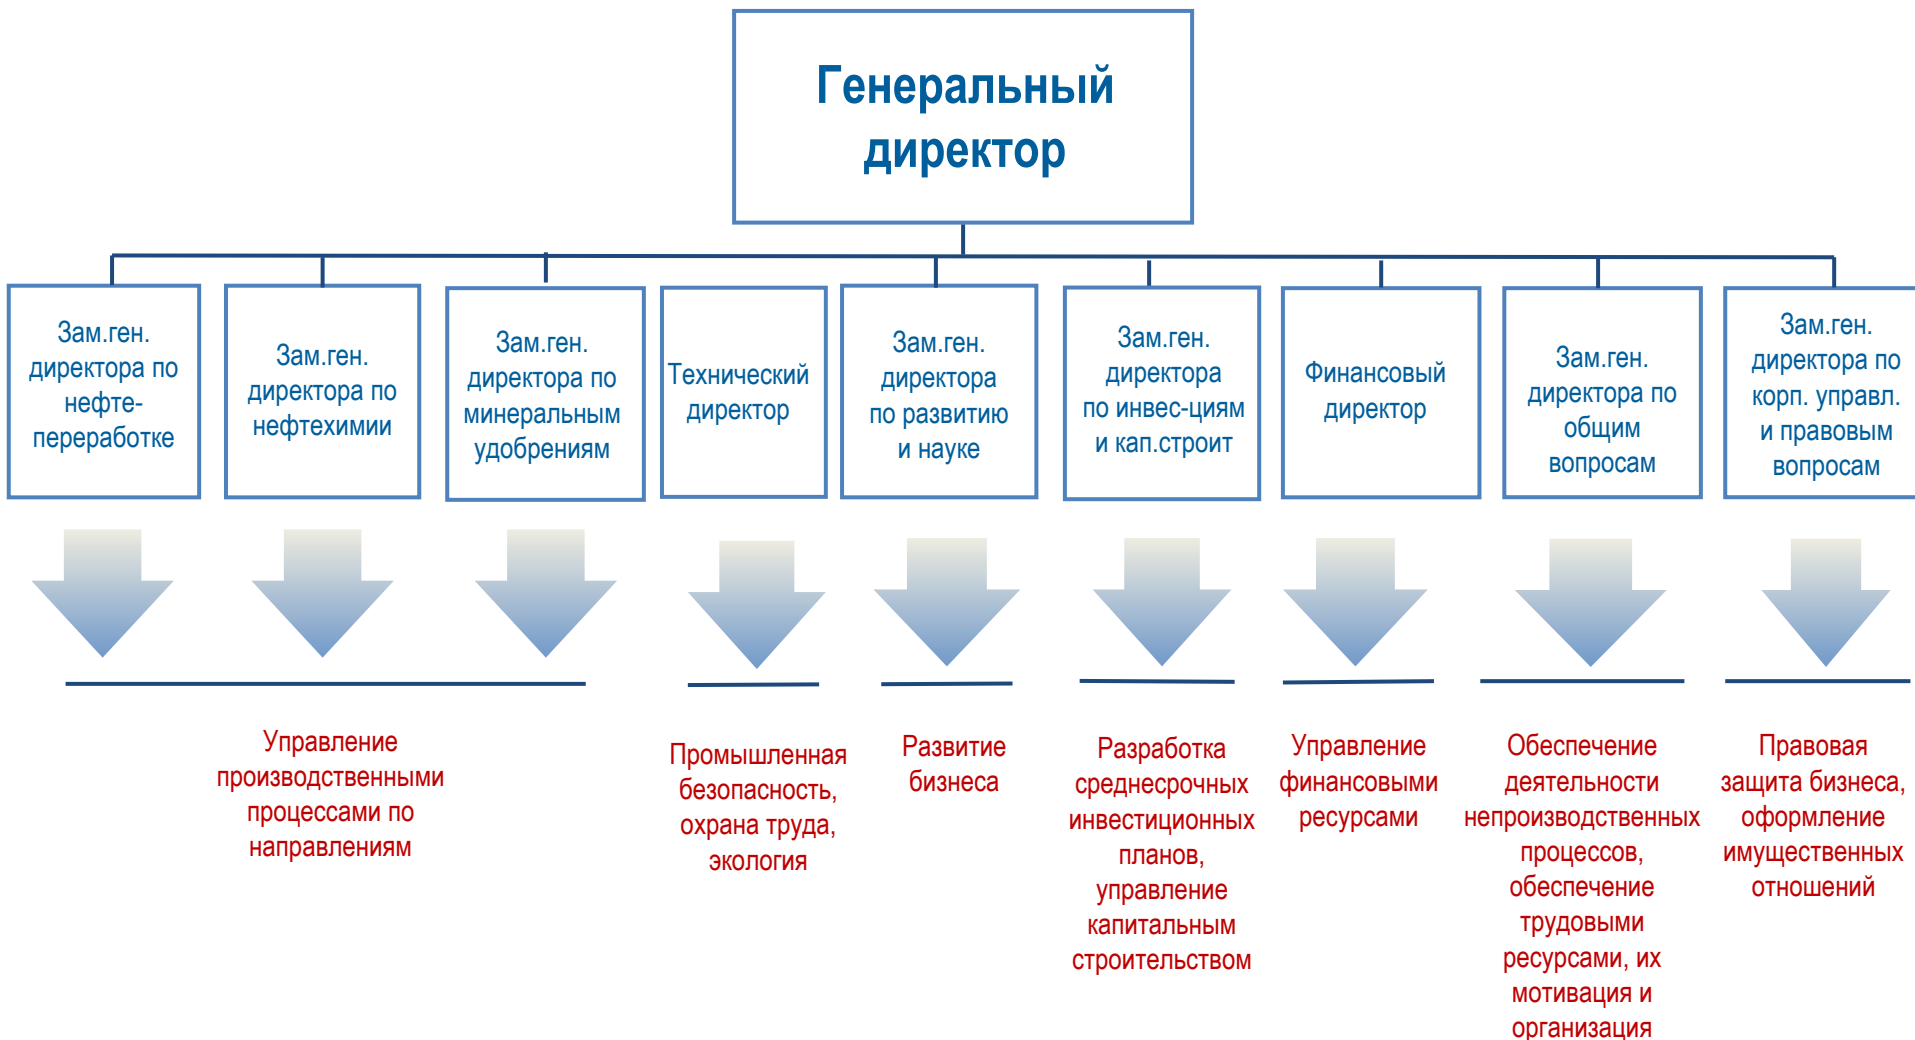 Генеральный
директор
Зам.ген.
директора по
нефте-
переработке
Зам.ген.
директора по
нефтехимии
Зам.ген.
директора по
минеральным
удобрениям
Технический
директор
Зам.ген.
директора
по развитию
и науке
Зам.ген.
директора
по инвес-циям
и кап.строит
Финансовый
директор
Зам.ген.
директора по
общим
вопросам
Зам.ген.
директора по
корп. управл.
и правовым
вопросам
Управление
производственными
процессами по
направлениям
Промышленная
безопасность,
охрана труда,
экология
Развитие
бизнеса
Разработка
среднесрочных
инвестиционных
планов,
управление
капитальным
строительством
Управление
финансовыми
ресурсами
Обеспечение
деятельности
непроизводственных
процессов,
обеспечение
трудовыми
ресурсами, их
мотивация и
организация
Правовая
защита бизнеса,
оформление
имущественных
отношений